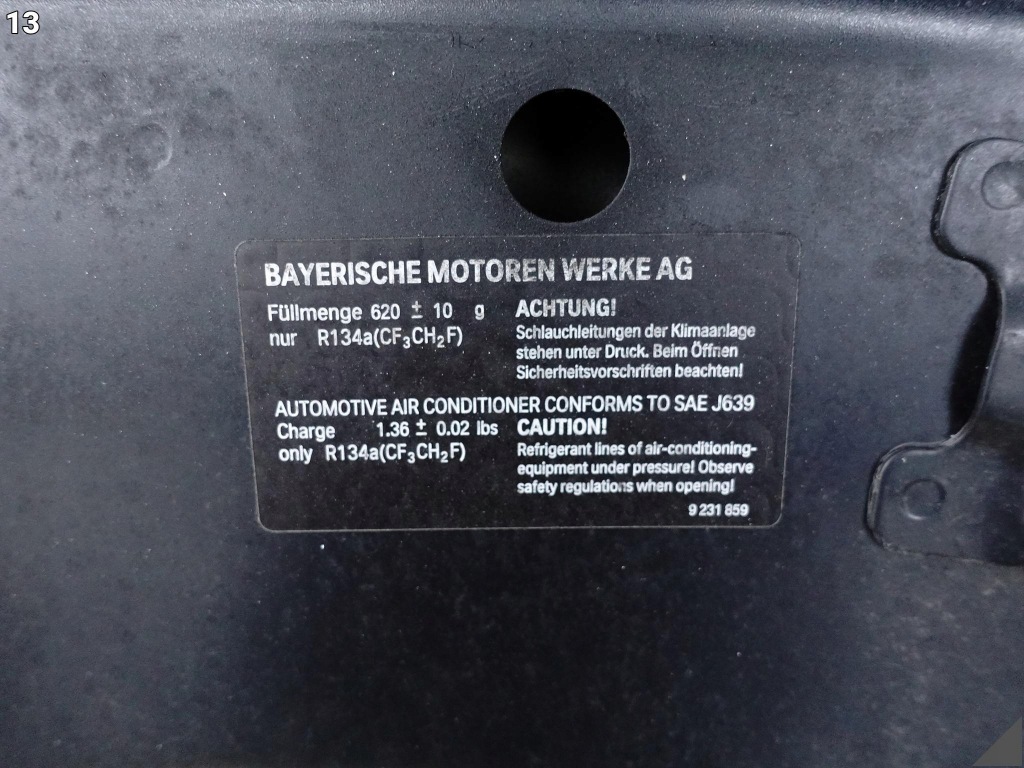 13
BAYERISCHE MOTOREN WERKE AG
Füllmenge 620 ± 10 g
nur R134a(CF₃CH₂F)
ACHTUNG!
Schlauchleitungen der Klimaanlage
stehen unter Druck. Beim Öffnen
Sicherheitsvorschriften beachten!
AUTOMOTIVE AIR CONDITIONER CONFORMS TO SAE J639
Charge 1.36 ± 0.02 lbs
only R134a(CF₃CH₂F)
CAUTION!
Refrigerant lines of air-conditioning-
equipment under pressure! Observe
safety regulations when opening!
9 231 859